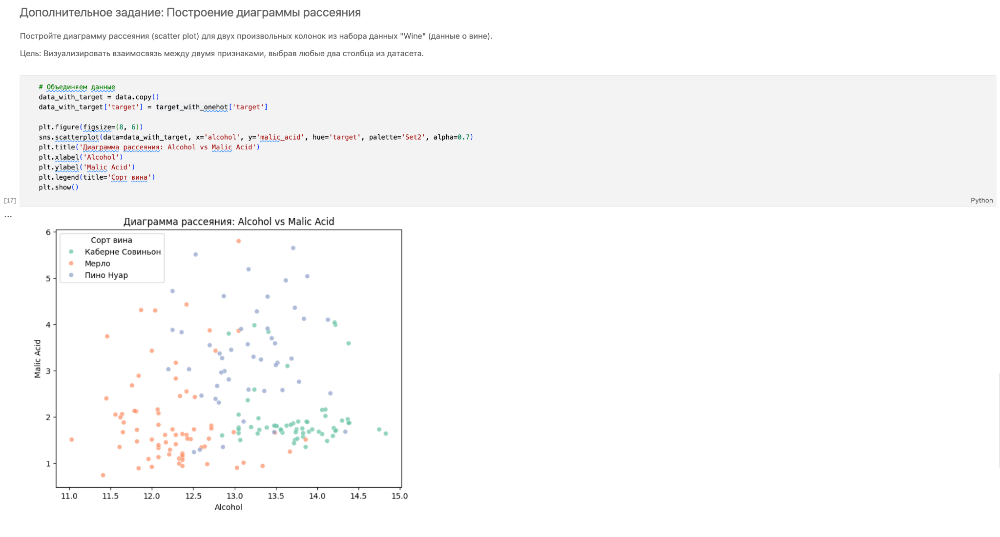 Дополнительное задание: Построение диаграммы рассеяния
Постройте диаграмму рассеяния (scatter plot) для двух произвольных колонок из набора данных "Wine" (данные о вине).
Цель: Визуализировать взаимосвязь между двумя признаками, выбрав любые два столбца из датасета.
# Объединяем данные
data_with_target = data.copy()
data_with_target['target'] = target_with_onehot['target']
plt.figure(figsize=(8, 6))
sns.scatterplot(data=data_with_target, x='alcohol', y='malic_acid', hue='target', palette='Set2', alpha=0.7)
plt.title('Диаграмма рассеяния: Alcohol vs Malic Acid')
plt.xlabel('Alcohol')
plt.ylabel('Malic Acid')
plt.legend(title='Сорт вина')
plt.show()
[17]
Python
...
Диаграмма рассеяния: Alcohol vs Malic Acid
Сорт вина
Каберне Совиньон
Мерло
Пино Нуар
6
5
4
3
2
1
Malic Acid
11.0 11.5 12.0 12.5 13.0 13.5 14.0 14.5 15.0
Alcohol